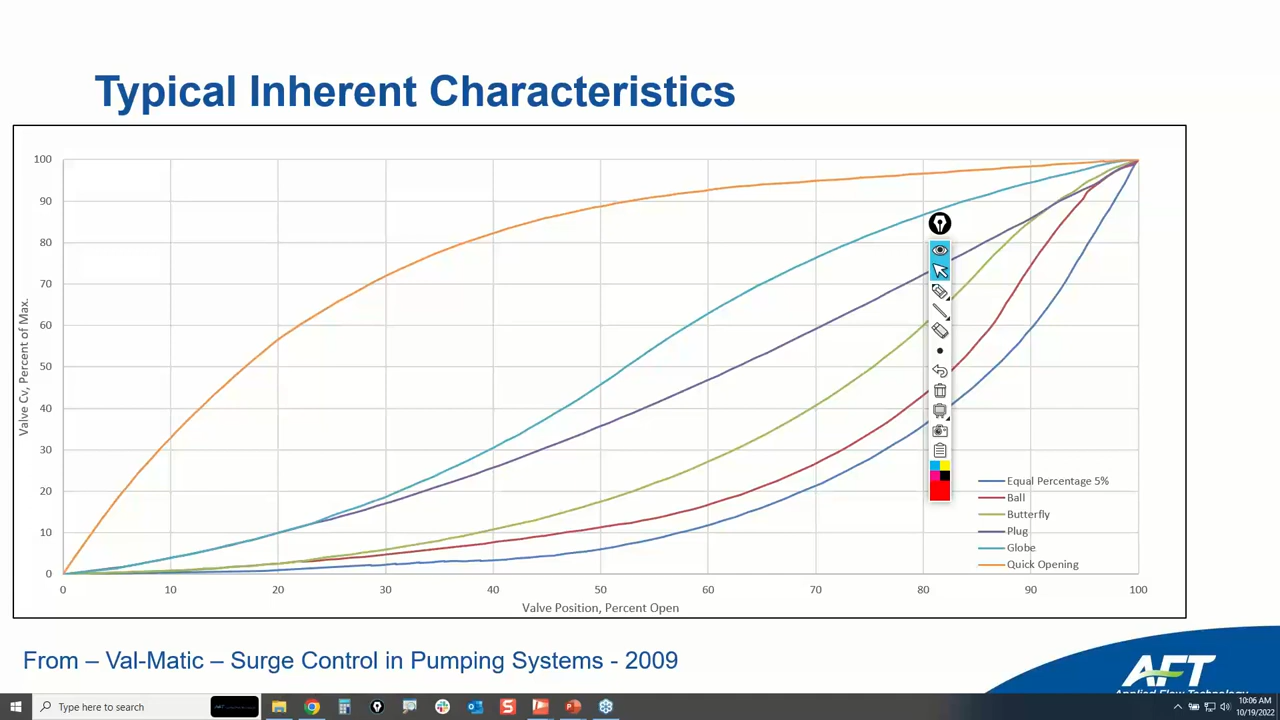 Typical Inherent Characteristics
100
90
80
70
60
50
40
30
20
10
0
Valve Cv, Percent of Max.
0 10 20 30 40 50 60 70 80 90 100
Valve Position, Percent Open
Equal Percentage 5%
Ball
Butterfly
Plug
Globe
Quick Opening
From – Val-Matic – Surge Control in Pumping Systems - 2009
AFT
Applied Flow Technology
Type here to search
10:06 AM
10/19/2022